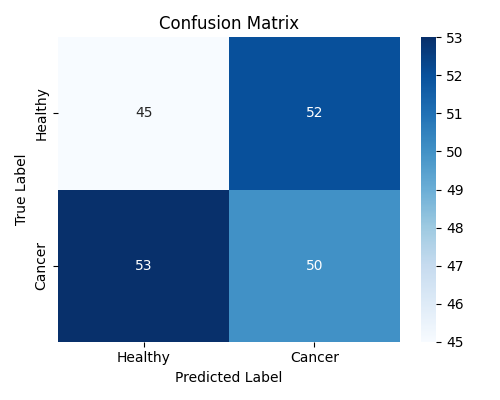 Confusion Matrix
True Label
Healthy
Cancer
45 52
53 50
Healthy Cancer
Predicted Label
53
52
51
50
49
48
47
46
45